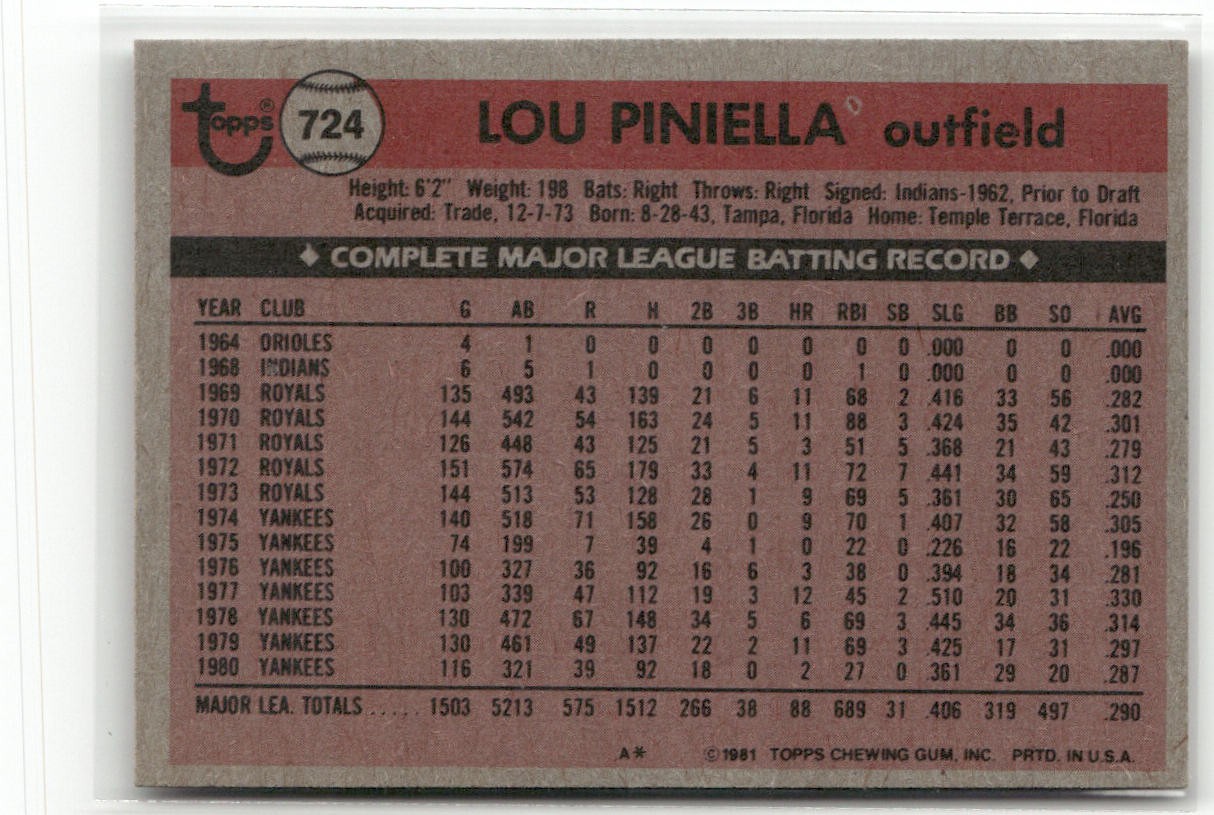 Topps® 724 LOU PINIELLA outfield
Height: 6'2" Weight: 198 Bats: Right Throws: Right Signed: Indians-1962, Prior to Draft
Acquired: Trade, 12-7-73 Born: 8-28-43, Tampa, Florida Home: Temple Terrace, Florida
◆ COMPLETE MAJOR LEAGUE BATTING RECORD ◆
YEAR CLUB G AB R H 2B 3B HR RBI SB SLG BB SO AVG
1964 ORIOLES 4 1 0 0 0 0 0 0 0 .000 0 0 .000
1968 INDIANS 6 5 1 0 0 0 0 1 0 .000 0 0 .000
1969 ROYALS 135 493 43 139 21 6 11 68 2 .416 33 56 .282
1970 ROYALS 144 542 54 163 24 5 11 88 3 .424 35 42 .301
1971 ROYALS 126 448 43 125 21 5 3 51 5 .368 21 43 .279
1972 ROYALS 151 574 65 179 33 4 11 72 7 .441 34 59 .312
1973 ROYALS 144 513 53 128 28 1 9 69 5 .361 30 65 .250
1974 YANKEES 140 518 71 158 26 0 9 70 1 .407 32 58 .305
1975 YANKEES 74 199 7 39 4 1 0 22 0 .226 16 22 .196
1976 YANKEES 100 327 36 92 16 6 3 38 0 .394 18 34 .281
1977 YANKEES 103 339 47 112 19 3 12 45 2 .510 20 31 .330
1978 YANKEES 130 472 67 148 34 5 6 69 3 .445 34 36 .314
1979 YANKEES 130 461 49 137 22 2 11 69 3 .425 17 31 .297
1980 YANKEES 116 321 39 92 18 0 2 27 0 .361 29 20 .287
MAJOR LEA. TOTALS ..... 1503 5213 575 1512 266 38 88 689 31 .406 319 497 .290
A* ©1981 TOPPS CHEWING GUM, INC. PRTD. IN U.S.A.